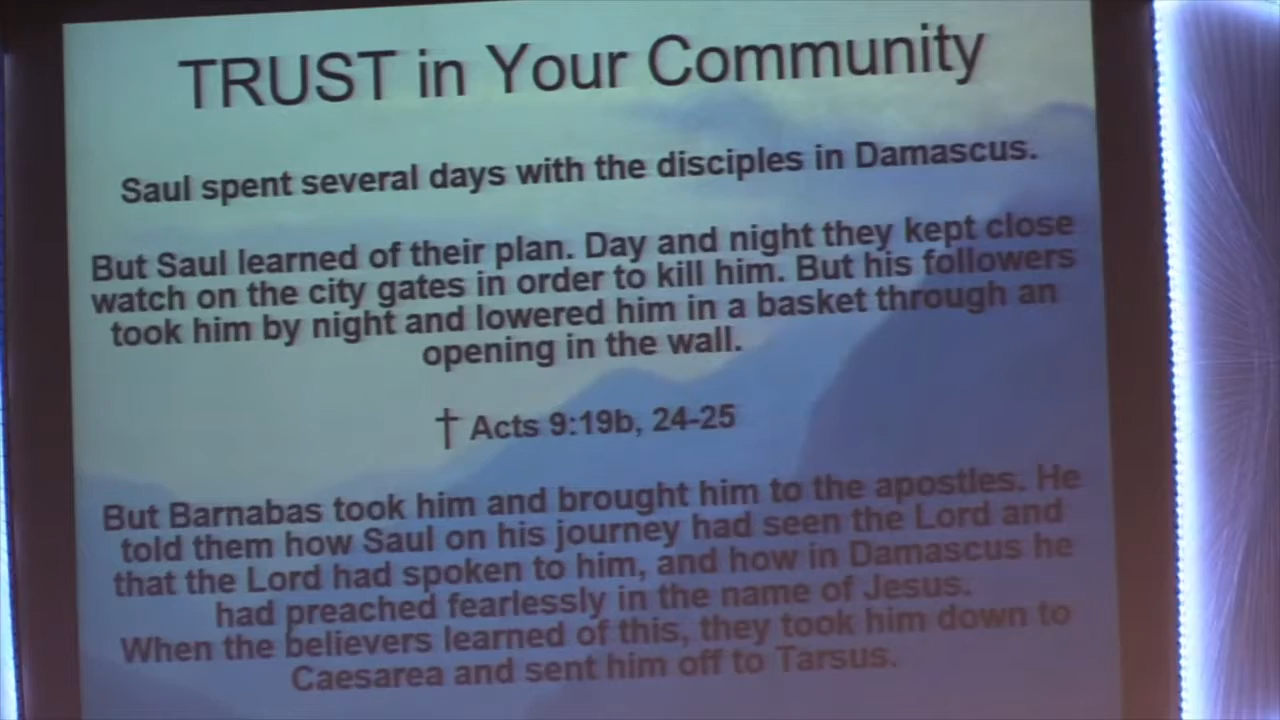 TRUST in Your Community
Saul spent several days with the disciples in Damascus.
But Saul learned of their plan. Day and night they kept close
watch on the city gates in order to kill him. But his followers
took him by night and lowered him in a basket through an
opening in the wall.
† Acts 9:19b, 24-25
But Barnabas took him and brought him to the apostles. He
told them how Saul on his journey had seen the Lord and
that the Lord had spoken to him, and how in Damascus he
had preached fearlessly in the name of Jesus.
When the believers learned of this, they took him down to
Caesarea and sent him off to Tarsus.